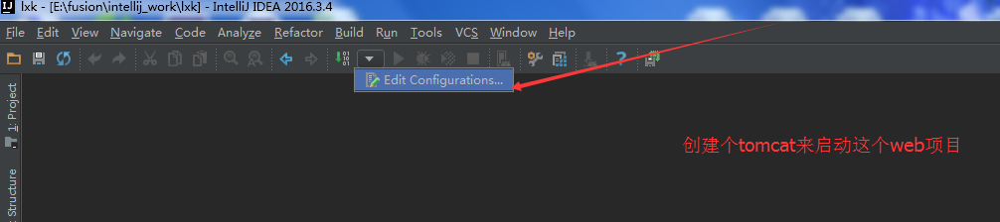 lxk - [E:\fusion\intellij_work\lxk] - IntelliJ IDEA 2016.3.4
File Edit View Navigate Code Analyze Refactor Build Run Tools VCS Window Help
Edit Configurations...
1: Project
创建个tomcat来启动这个web项目
Structure